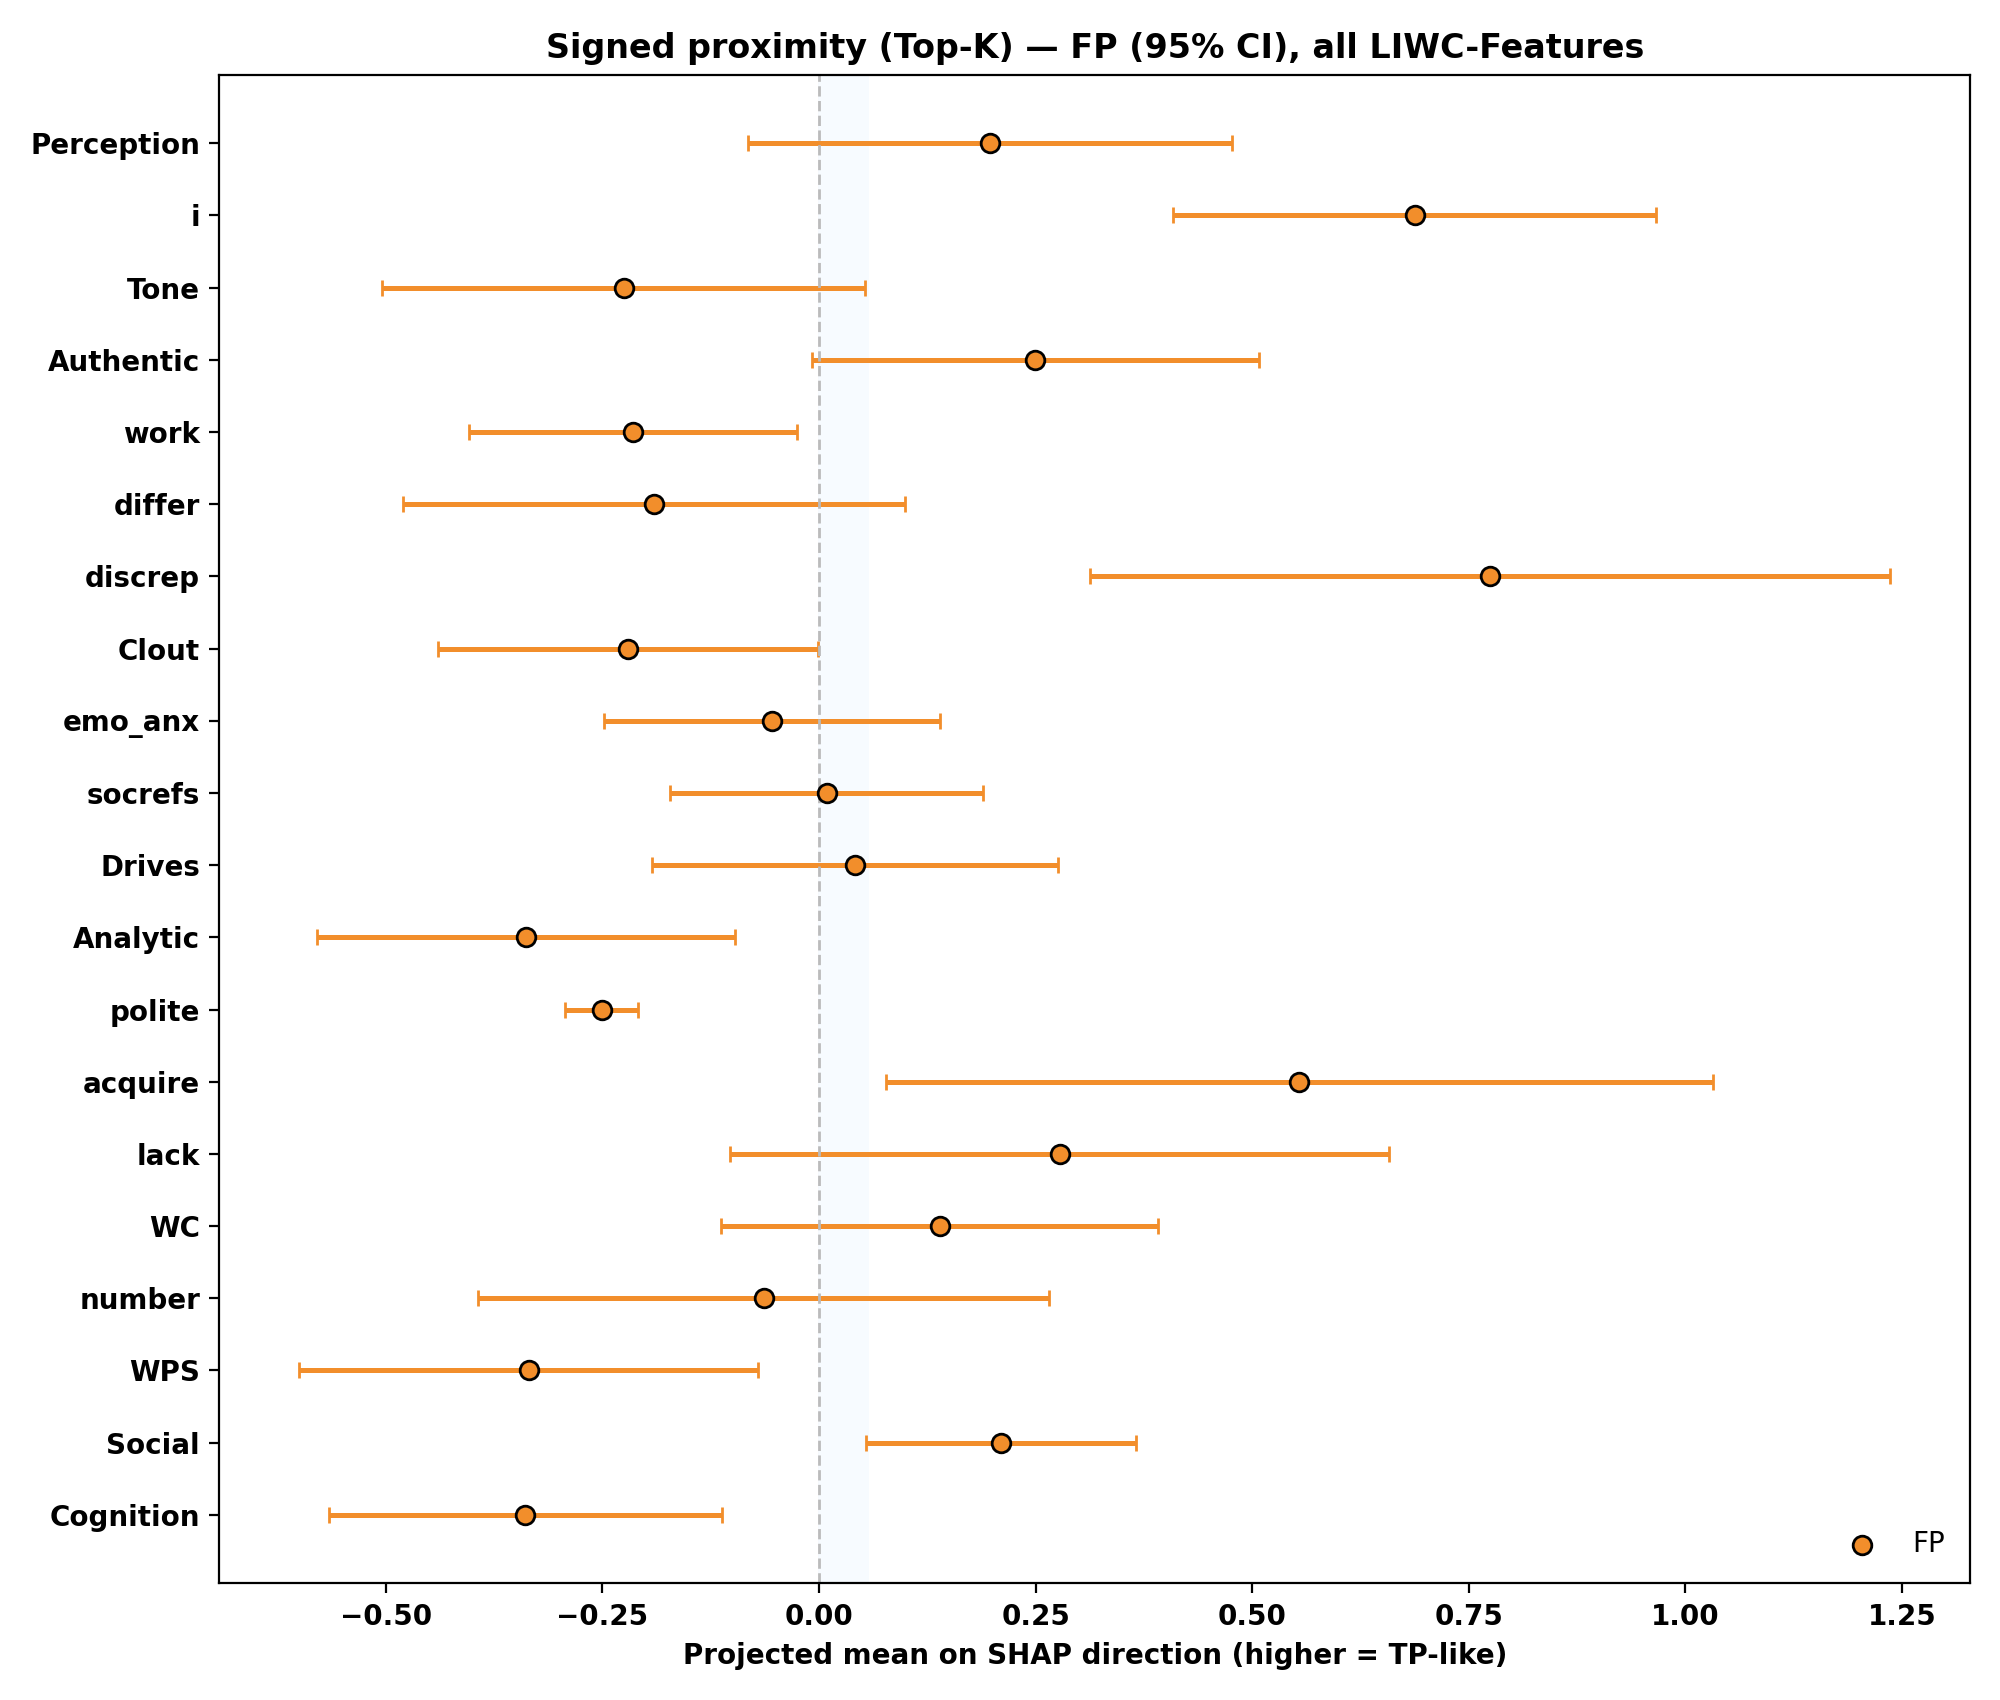 Signed proximity (Top-K) — FP (95% CI), all LIWC-Features
Perception
i
Tone
Authentic
work
differ
discrep
Clout
emo_anx
socrefs
Drives
Analytic
polite
acquire
lack
WC
number
WPS
Social
Cognition
FP
−0.50 −0.25 0.00 0.25 0.50 0.75 1.00 1.25
Projected mean on SHAP direction (higher = TP-like)